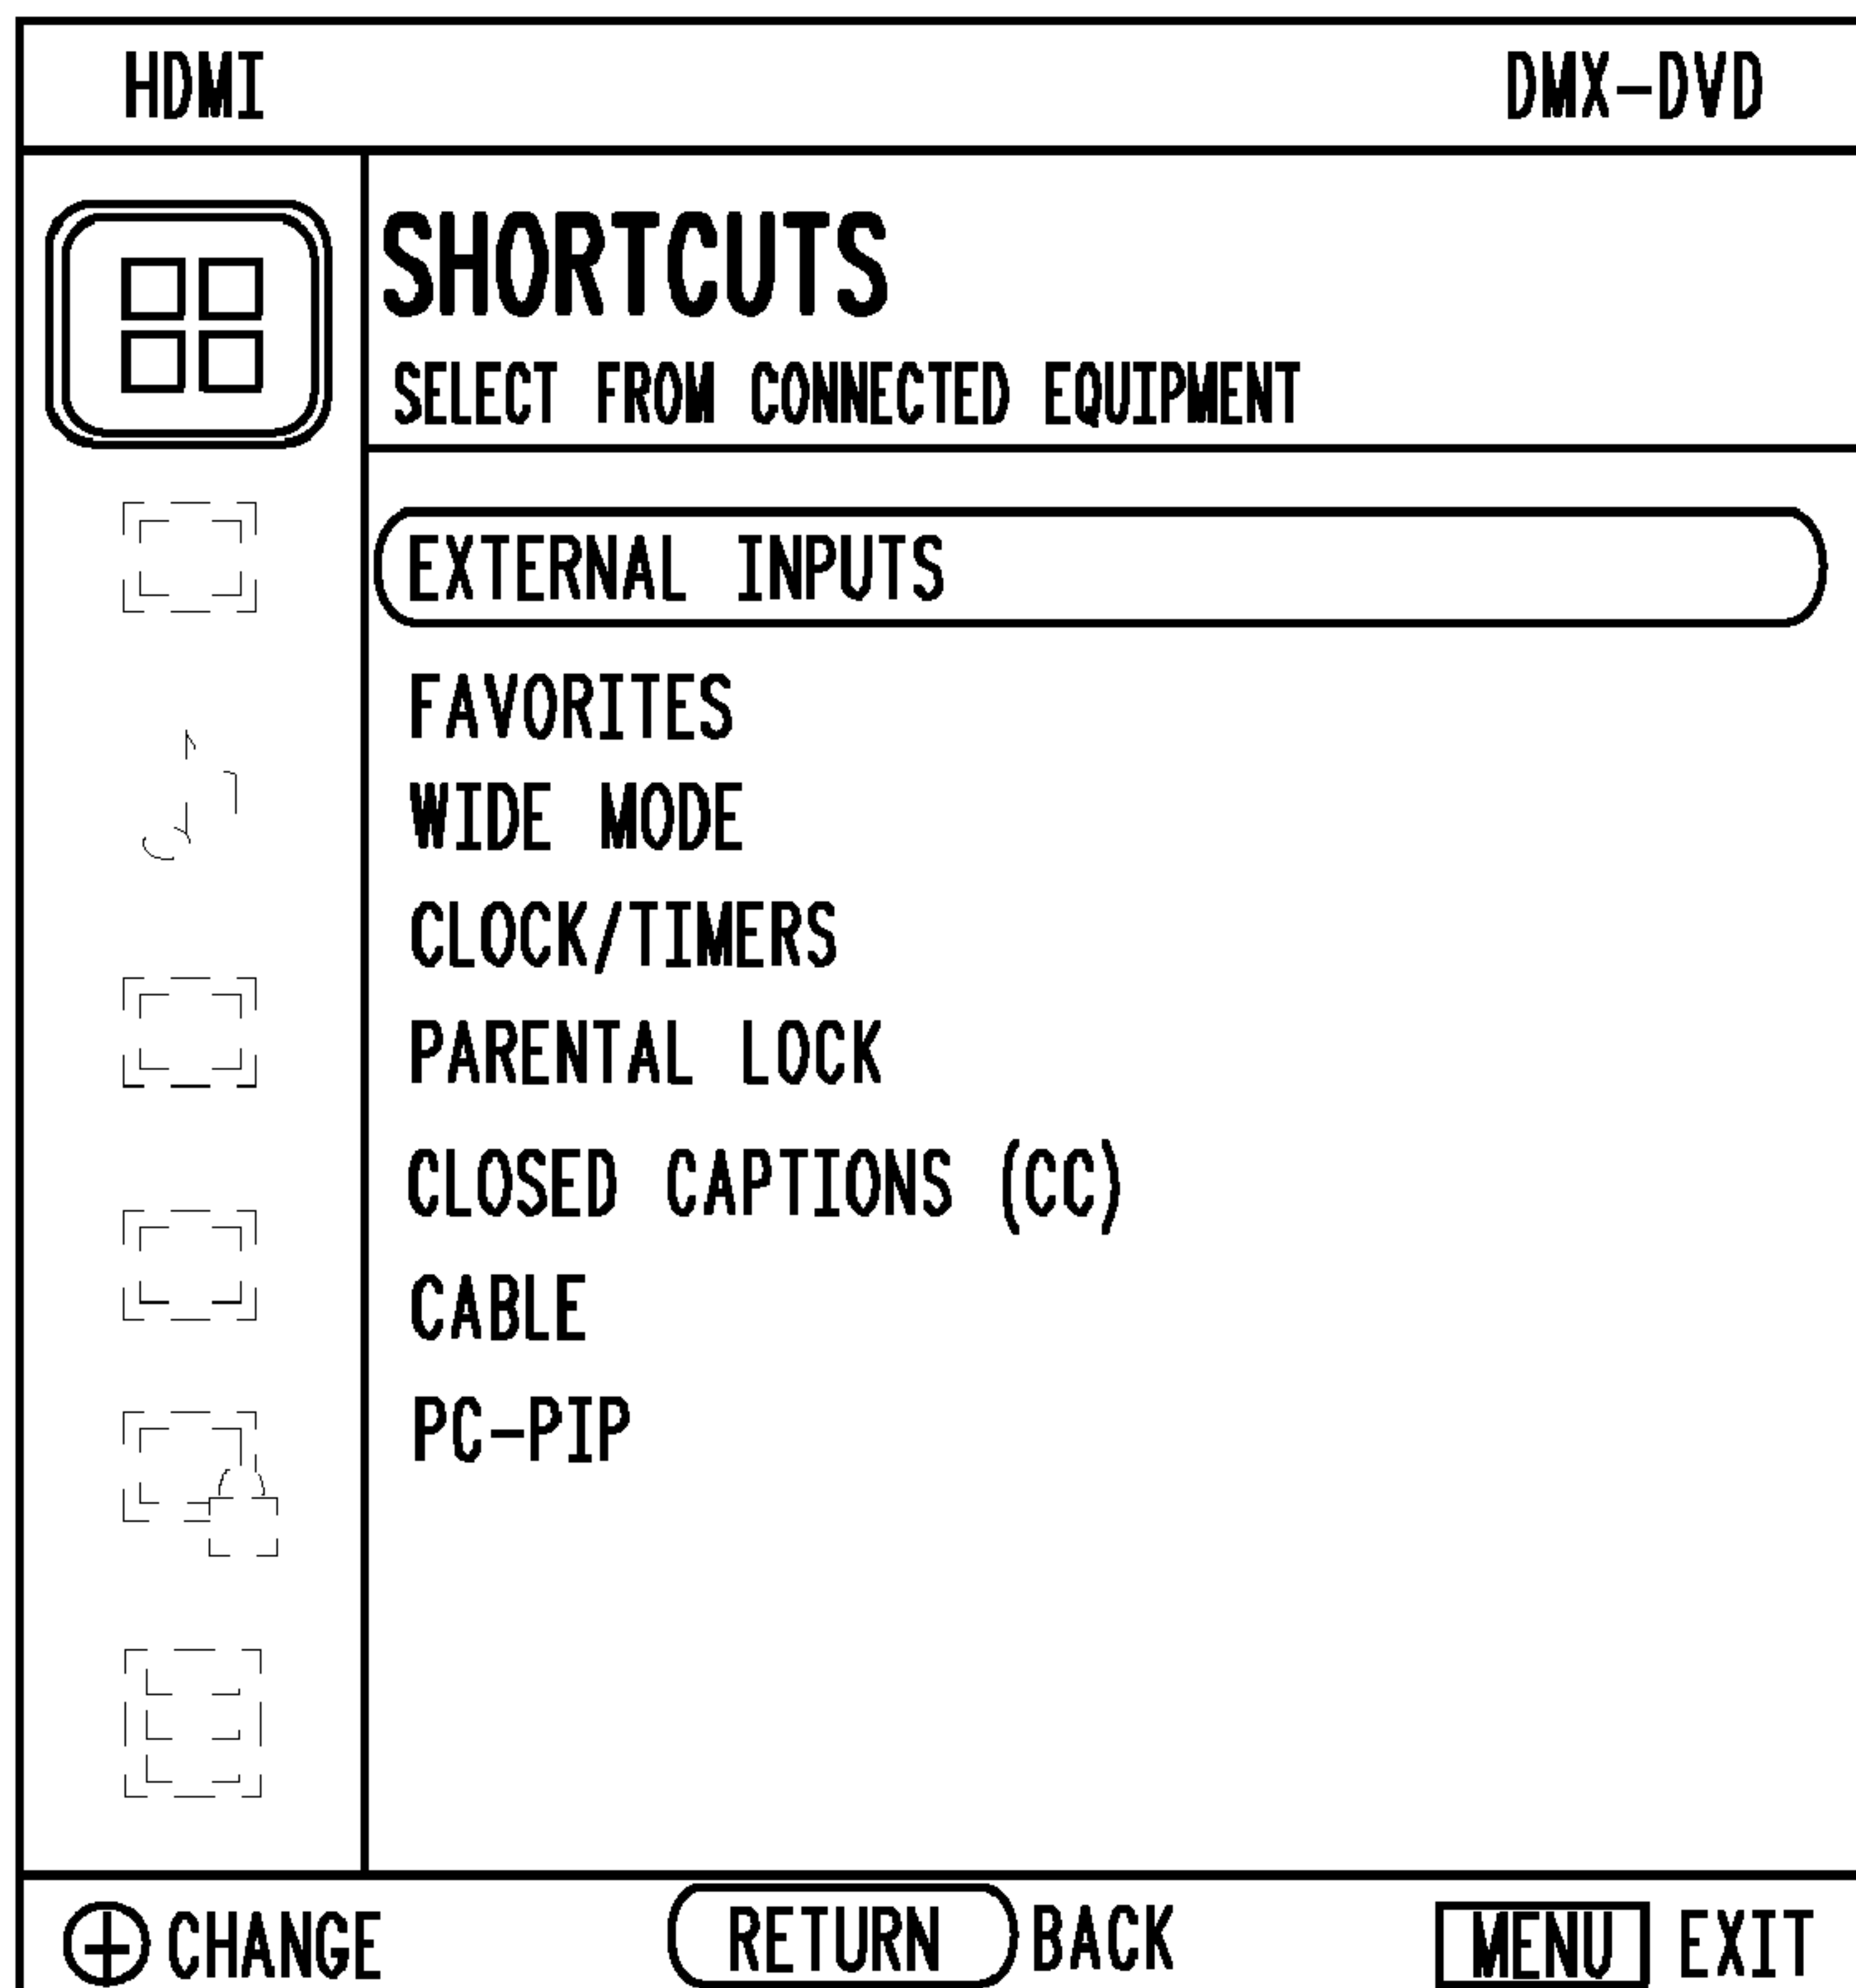 HDMI DMX-DVD
SHORTCUTS
SELECT FROM CONNECTED EQUIPMENT
EXTERNAL INPUTS
FAVORITES
WIDE MODE
CLOCK/TIMERS
PARENTAL LOCK
CLOSED CAPTIONS (CC)
CABLE
PC-PIP
CHANGE RETURN BACK MENU EXIT